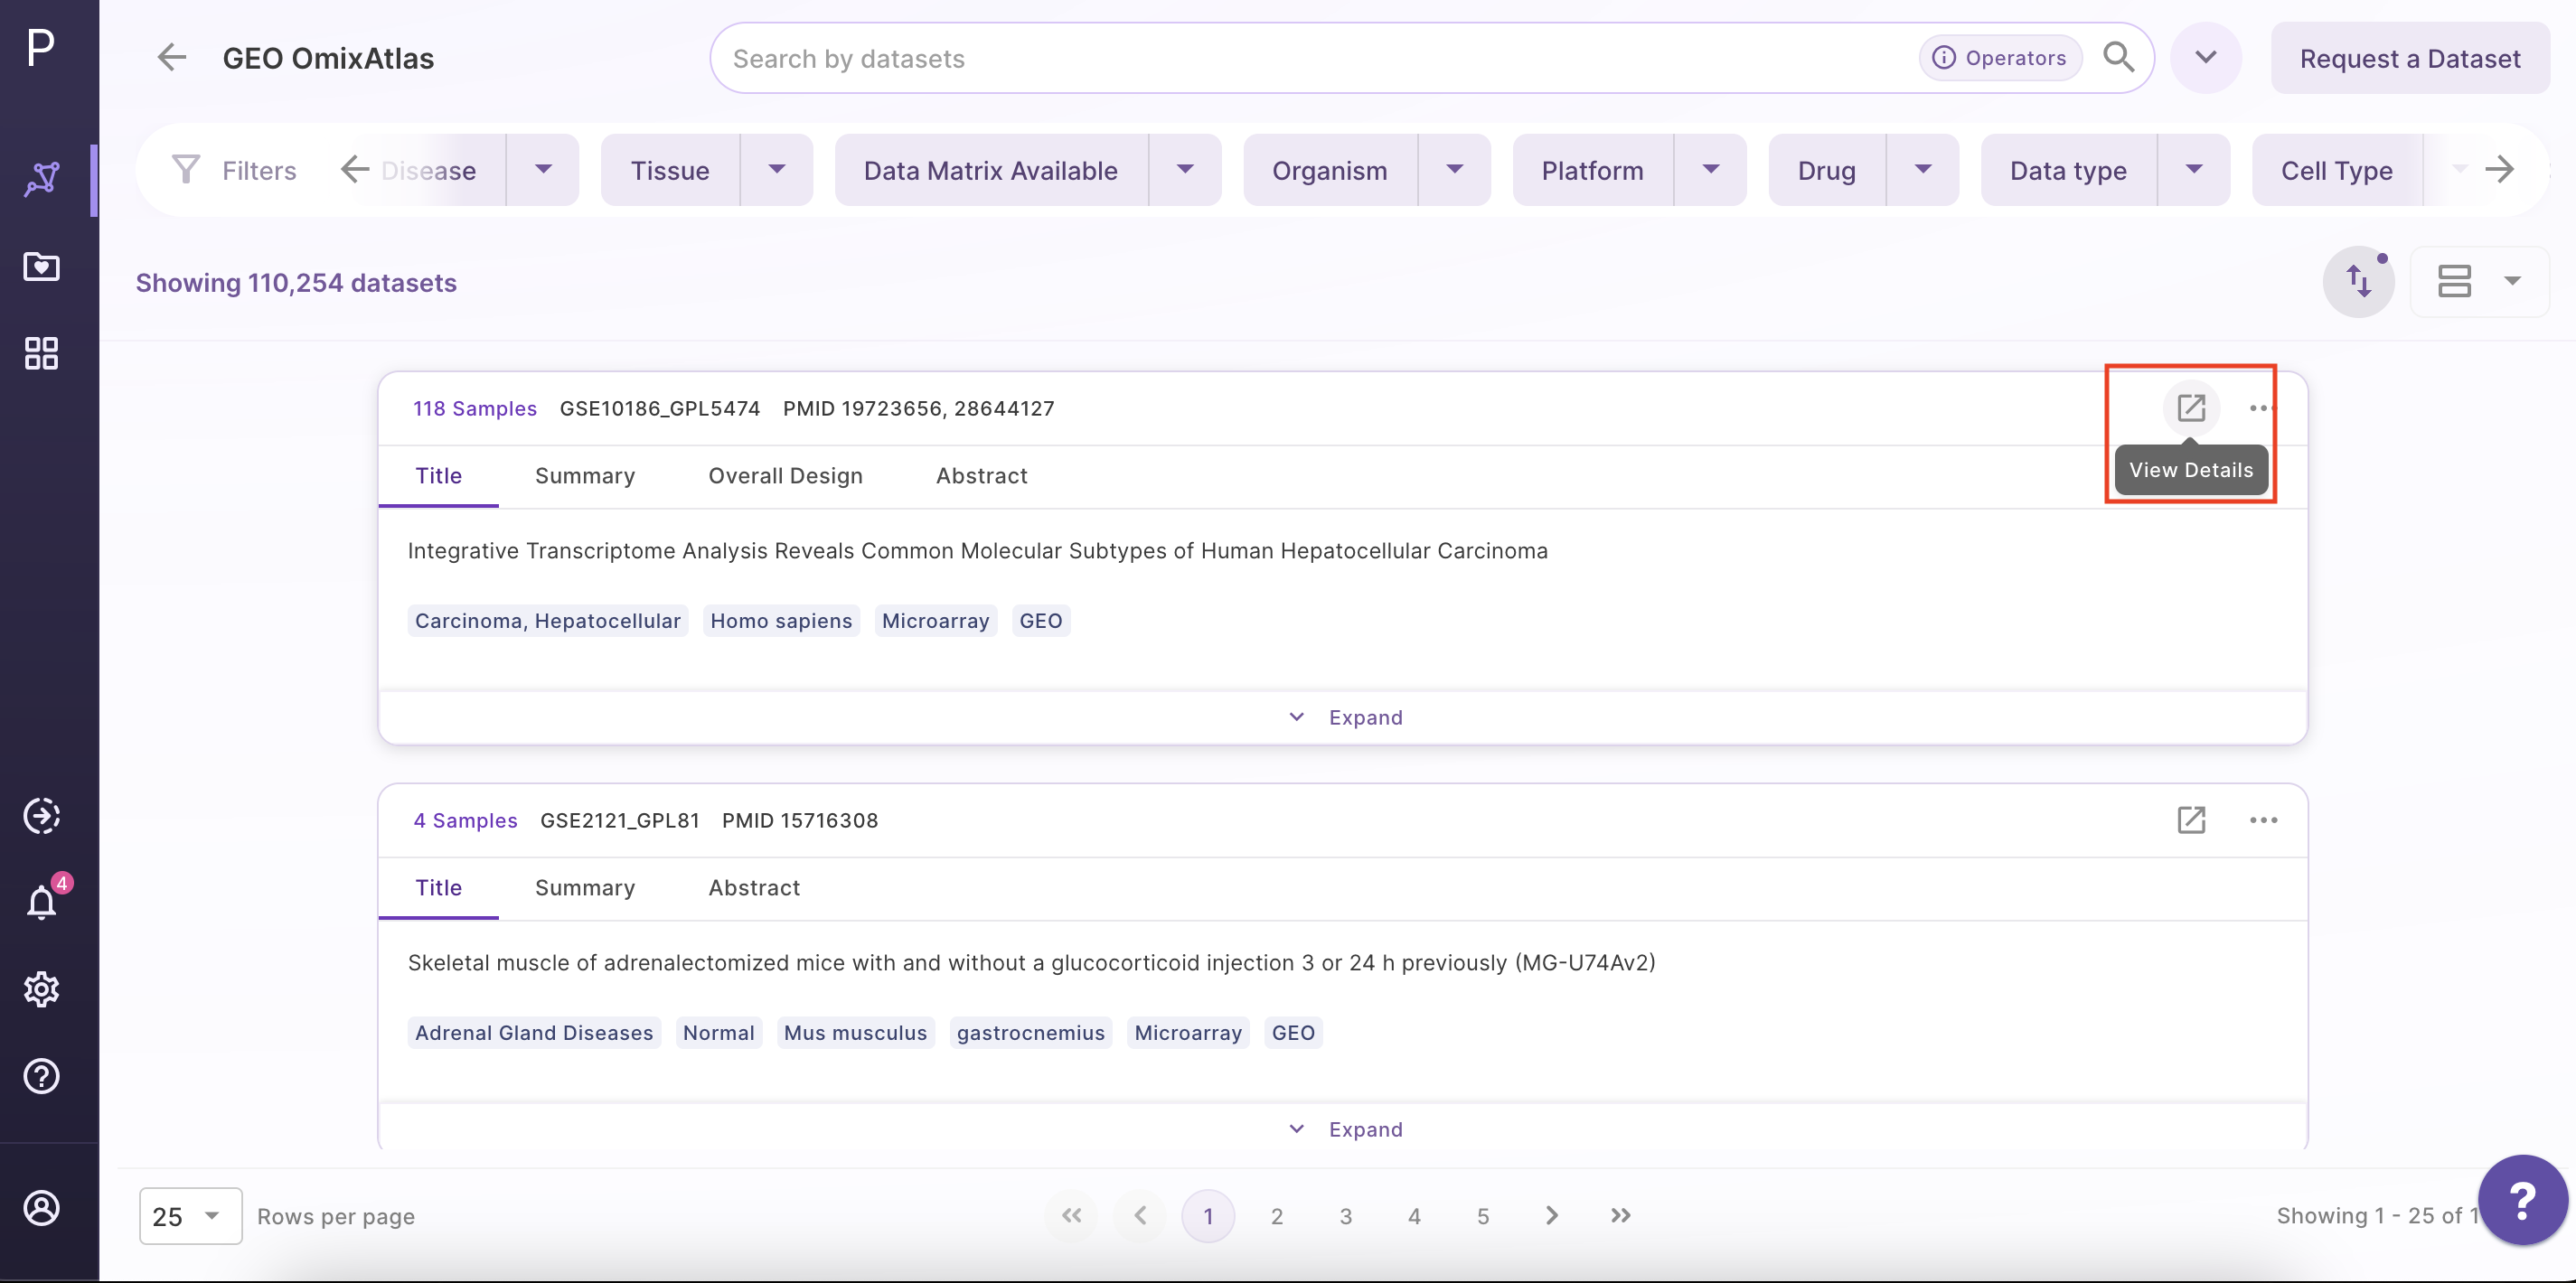 P
GEO OmixAtlas
Search by datasets
Operators
Request a Dataset
Filters
Disease
Tissue
Data Matrix Available
Organism
Platform
Drug
Data type
Cell Type
Showing 110,254 datasets
118 Samples GSE10186_GPL5474 PMID 19723656, 28644127
View Details
Title Summary Overall Design Abstract
Integrative Transcriptome Analysis Reveals Common Molecular Subtypes of Human Hepatocellular Carcinoma
Carcinoma, Hepatocellular Homo sapiens Microarray GEO
Expand
4 Samples GSE2121_GPL81 PMID 15716308
Title Summary Abstract
Skeletal muscle of adrenalectomized mice with and without a glucocorticoid injection 3 or 24 h previously (MG-U74Av2)
4
Adrenal Gland Diseases Normal Mus musculus gastrocnemius Microarray GEO
Expand
25 Rows per page
1 2 3 4 5
Showing 1 - 25 of 1
?